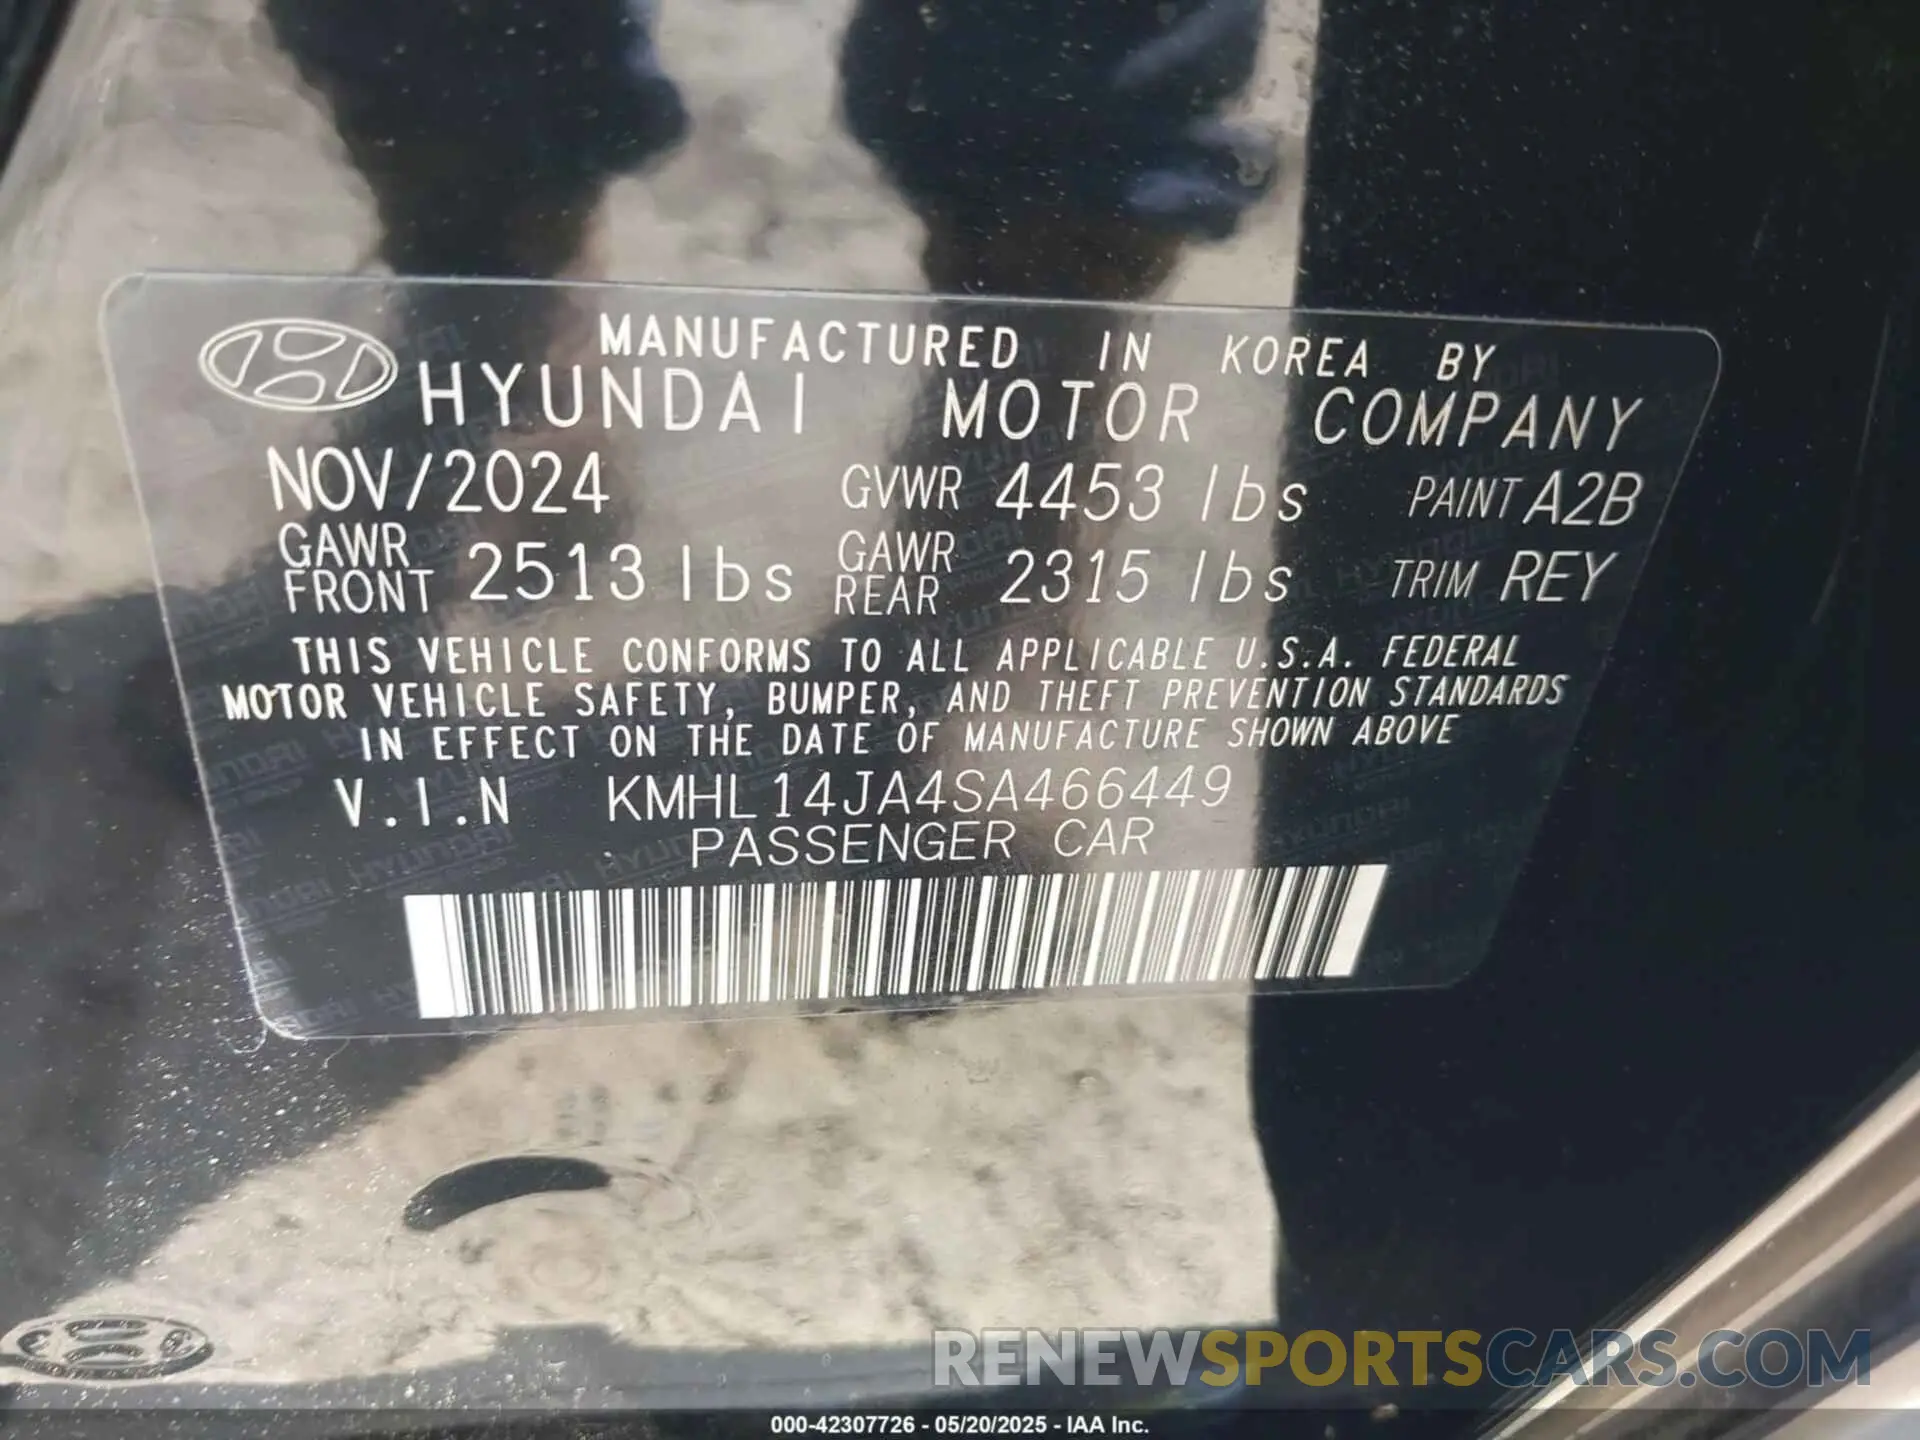 MANUFACTURED IN KOREA BY
HYUNDAI MOTOR COMPANY
NOV/2024 GVWR 4453 lbs PAINT A2B
GAWR FRONT 2513 lbs GAWR REAR 2315 lbs TRIM REY
THIS VEHICLE CONFORMS TO ALL APPLICABLE U.S.A. FEDERAL
MOTOR VEHICLE SAFETY, BUMPER, AND THEFT PREVENTION STANDARDS
IN EFFECT ON THE DATE OF MANUFACTURE SHOWN ABOVE
V.I.N KMHL14JA4SA466449
PASSENGER CAR
RENEWSPORTSCARS.COM
000-42307726 - 05/20/2025 - IAA Inc.